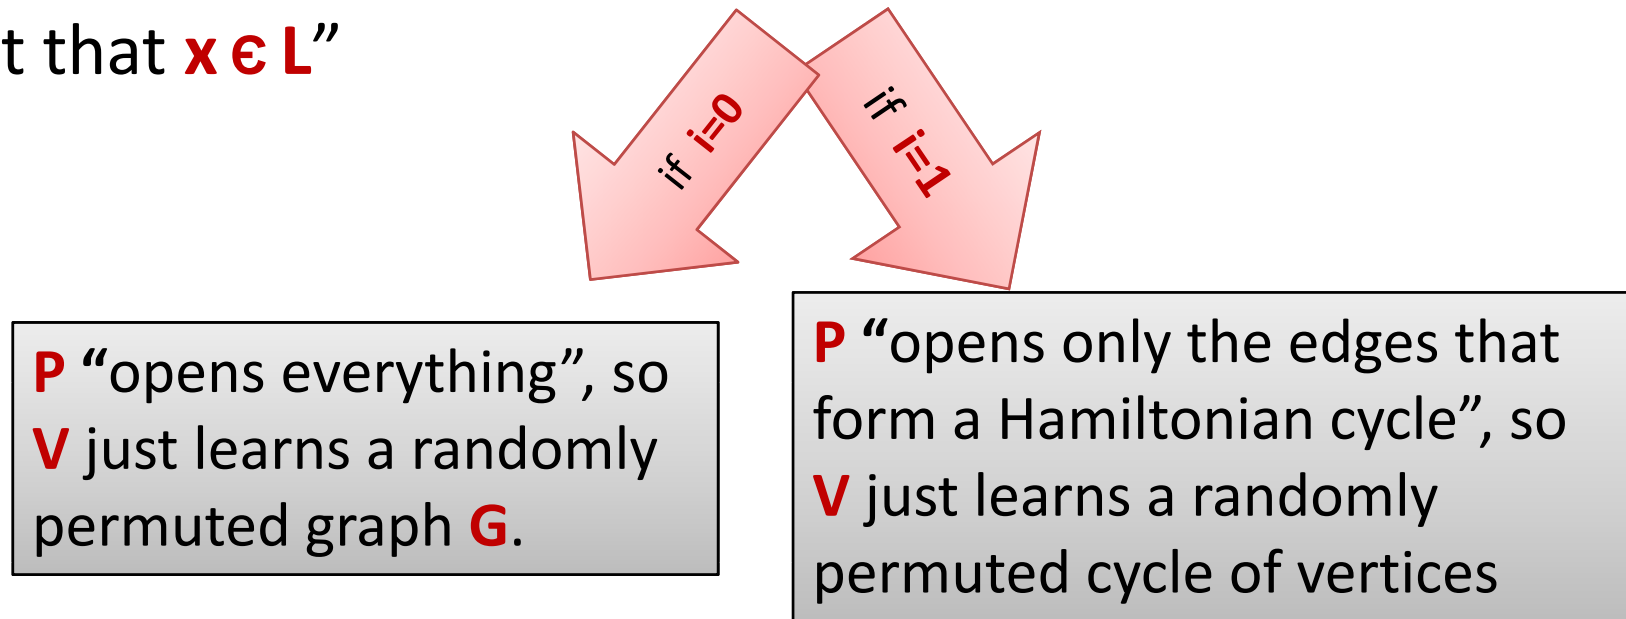 t that x є L”
if i=0
if i=1
P “opens everything”, so
V just learns a randomly
permuted graph G.
P “opens only the edges that
form a Hamiltonian cycle”, so
V just learns a randomly
permuted cycle of vertices